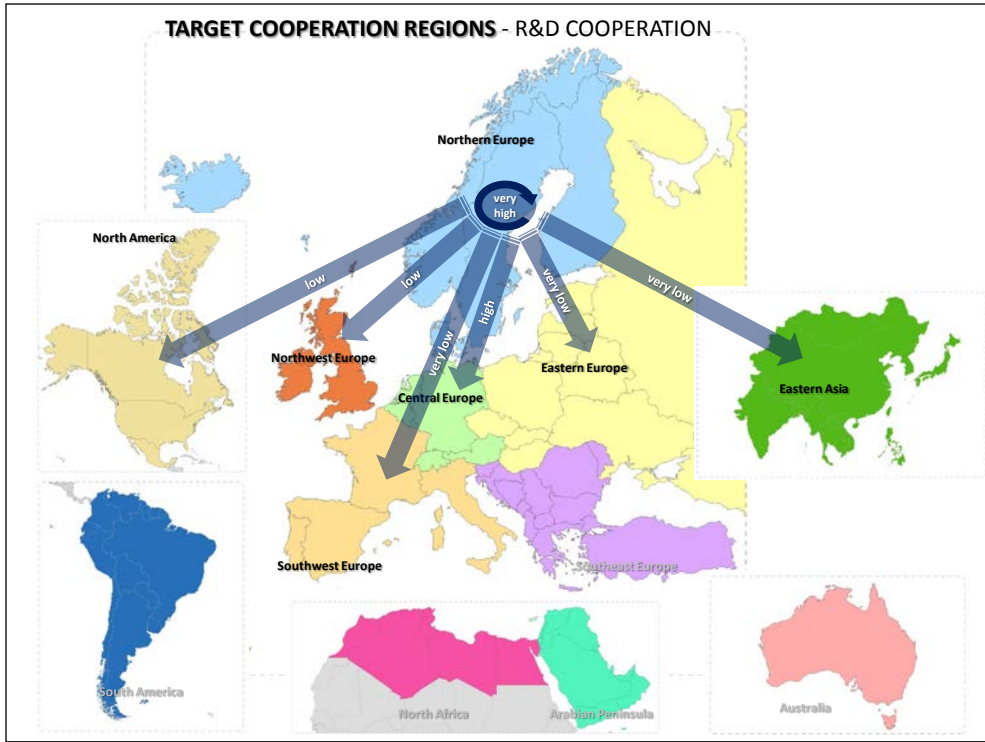 TARGET COOPERATION REGIONS - R&D COOPERATION
Northern Europe
very
high
North America
low
low
very low
high
very low
very low
Northwest Europe
Central Europe
Eastern Europe
Eastern Asia
Southwest Europe
Southeast Europe
South America
North Africa
Arabian Peninsula
Australia